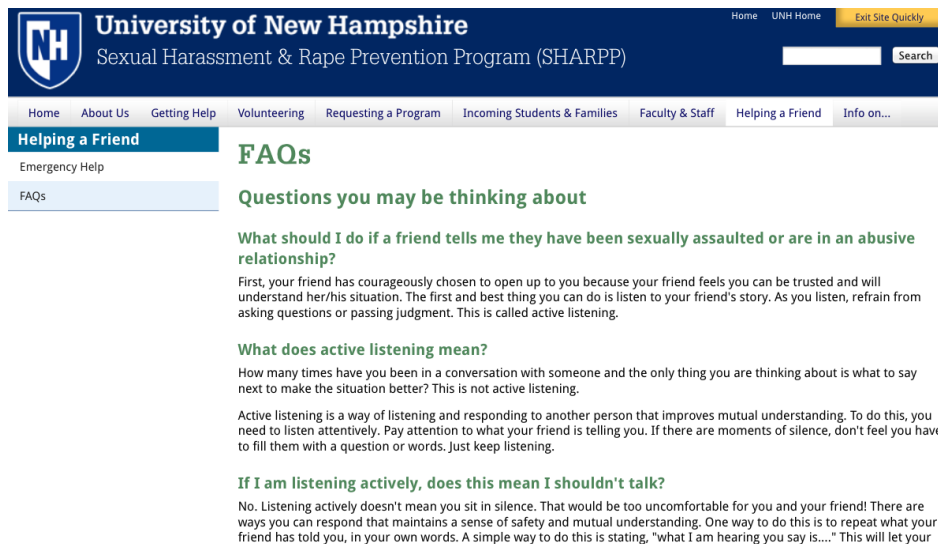 University of New Hampshire
Sexual Harassment & Rape Prevention Program (SHARPP)
NH
Home UNH Home Exit Site Quickly
Search
Home About Us Getting Help Volunteering Requesting a Program Incoming Students & Families Faculty & Staff Helping a Friend Info on...
Helping a Friend
Emergency Help
FAQs
FAQs
Questions you may be thinking about
What should I do if a friend tells me they have been sexually assaulted or are in an abusive
relationship?
First, your friend has courageously chosen to open up to you because your friend feels you can be trusted and will
understand her/his situation. The first and best thing you can do is listen to your friend's story. As you listen, refrain from
asking questions or passing judgment. This is called active listening.
What does active listening mean?
How many times have you been in a conversation with someone and the only thing you are thinking about is what to say
next to make the situation better? This is not active listening.
Active listening is a way of listening and responding to another person that improves mutual understanding. To do this, you
need to listen attentively. Pay attention to what your friend is telling you. If there are moments of silence, don't feel you have
to fill them with a question or words. Just keep listening.
If I am listening actively, does this mean I shouldn't talk?
No. Listening actively doesn't mean you sit in silence. That would be too uncomfortable for you and your friend! There are
ways you can respond that maintains a sense of safety and mutual understanding. One way to do this is to repeat what your
friend has told you, in your own words. A simple way to do this is stating, "what I am hearing you say is...." This will let your